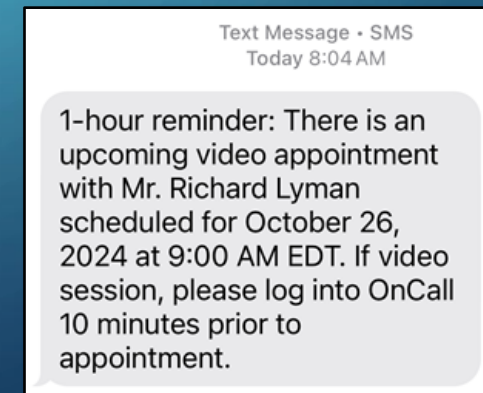 Text Message • SMS
Today 8:04 AM
1-hour reminder: There is an
upcoming video appointment
with Mr. Richard Lyman
scheduled for October 26,
2024 at 9:00 AM EDT. If video
session, please log into OnCall
10 minutes prior to
appointment.